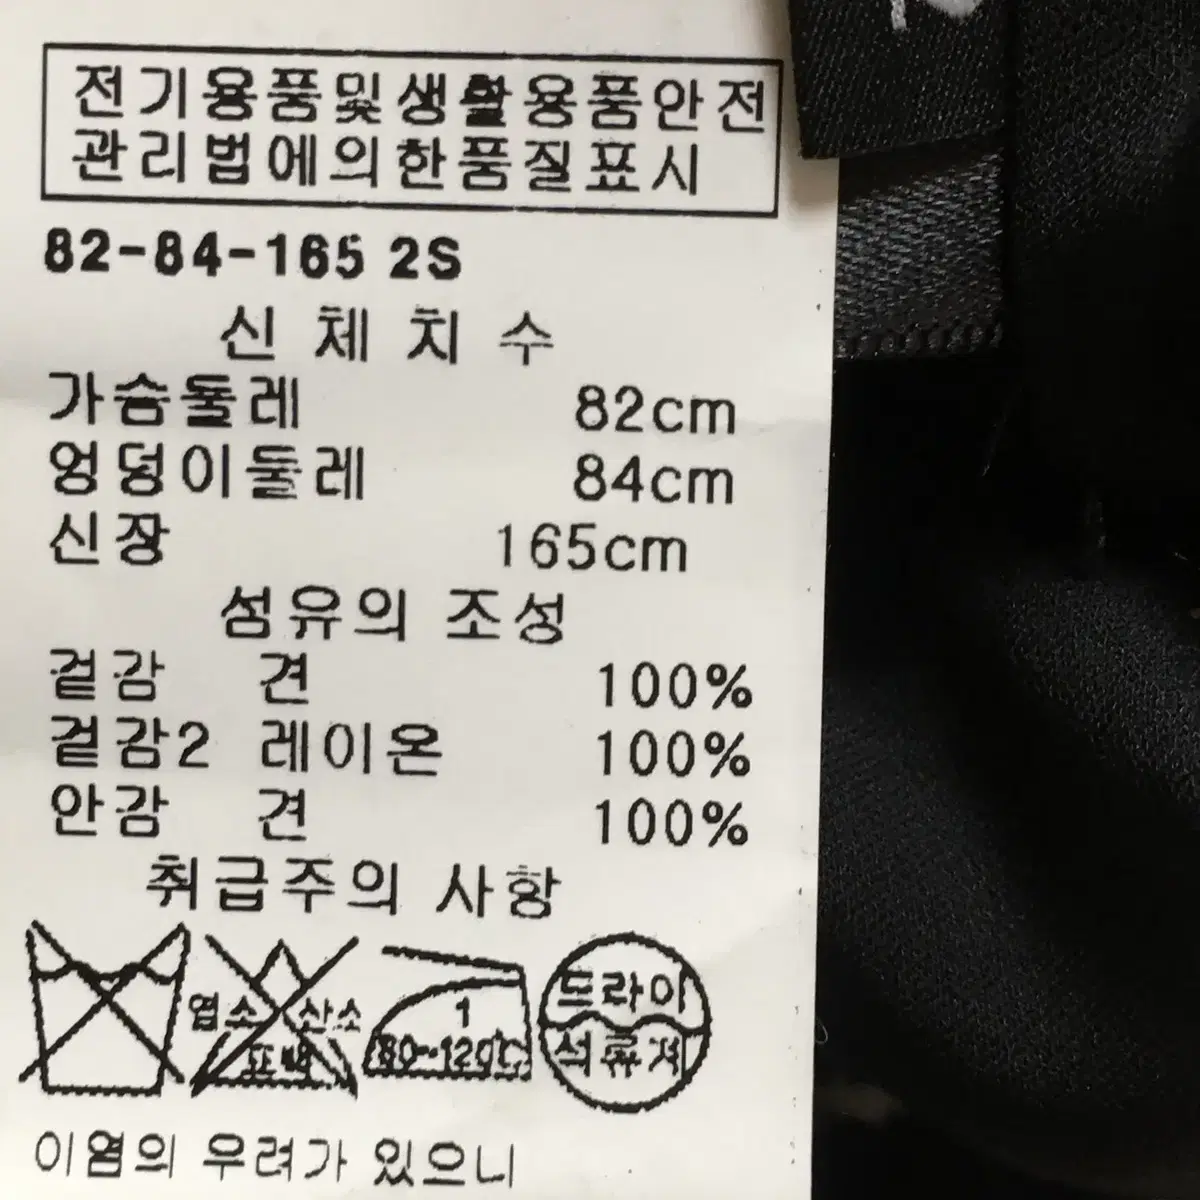 전기용품및생활용품안전
관리법에의한품질표시
82-84-165 2S
신 체 치 수
가슴둘레 82cm
엉덩이둘레 84cm
신장 165cm
섬유의 조성
겉감 견 100%
겉감2 레이온 100%
안감 견 100%
취급주의 사항
염소 산소
표백
1
80~120℃
드라이
석유계
이염의 우려가 있으니